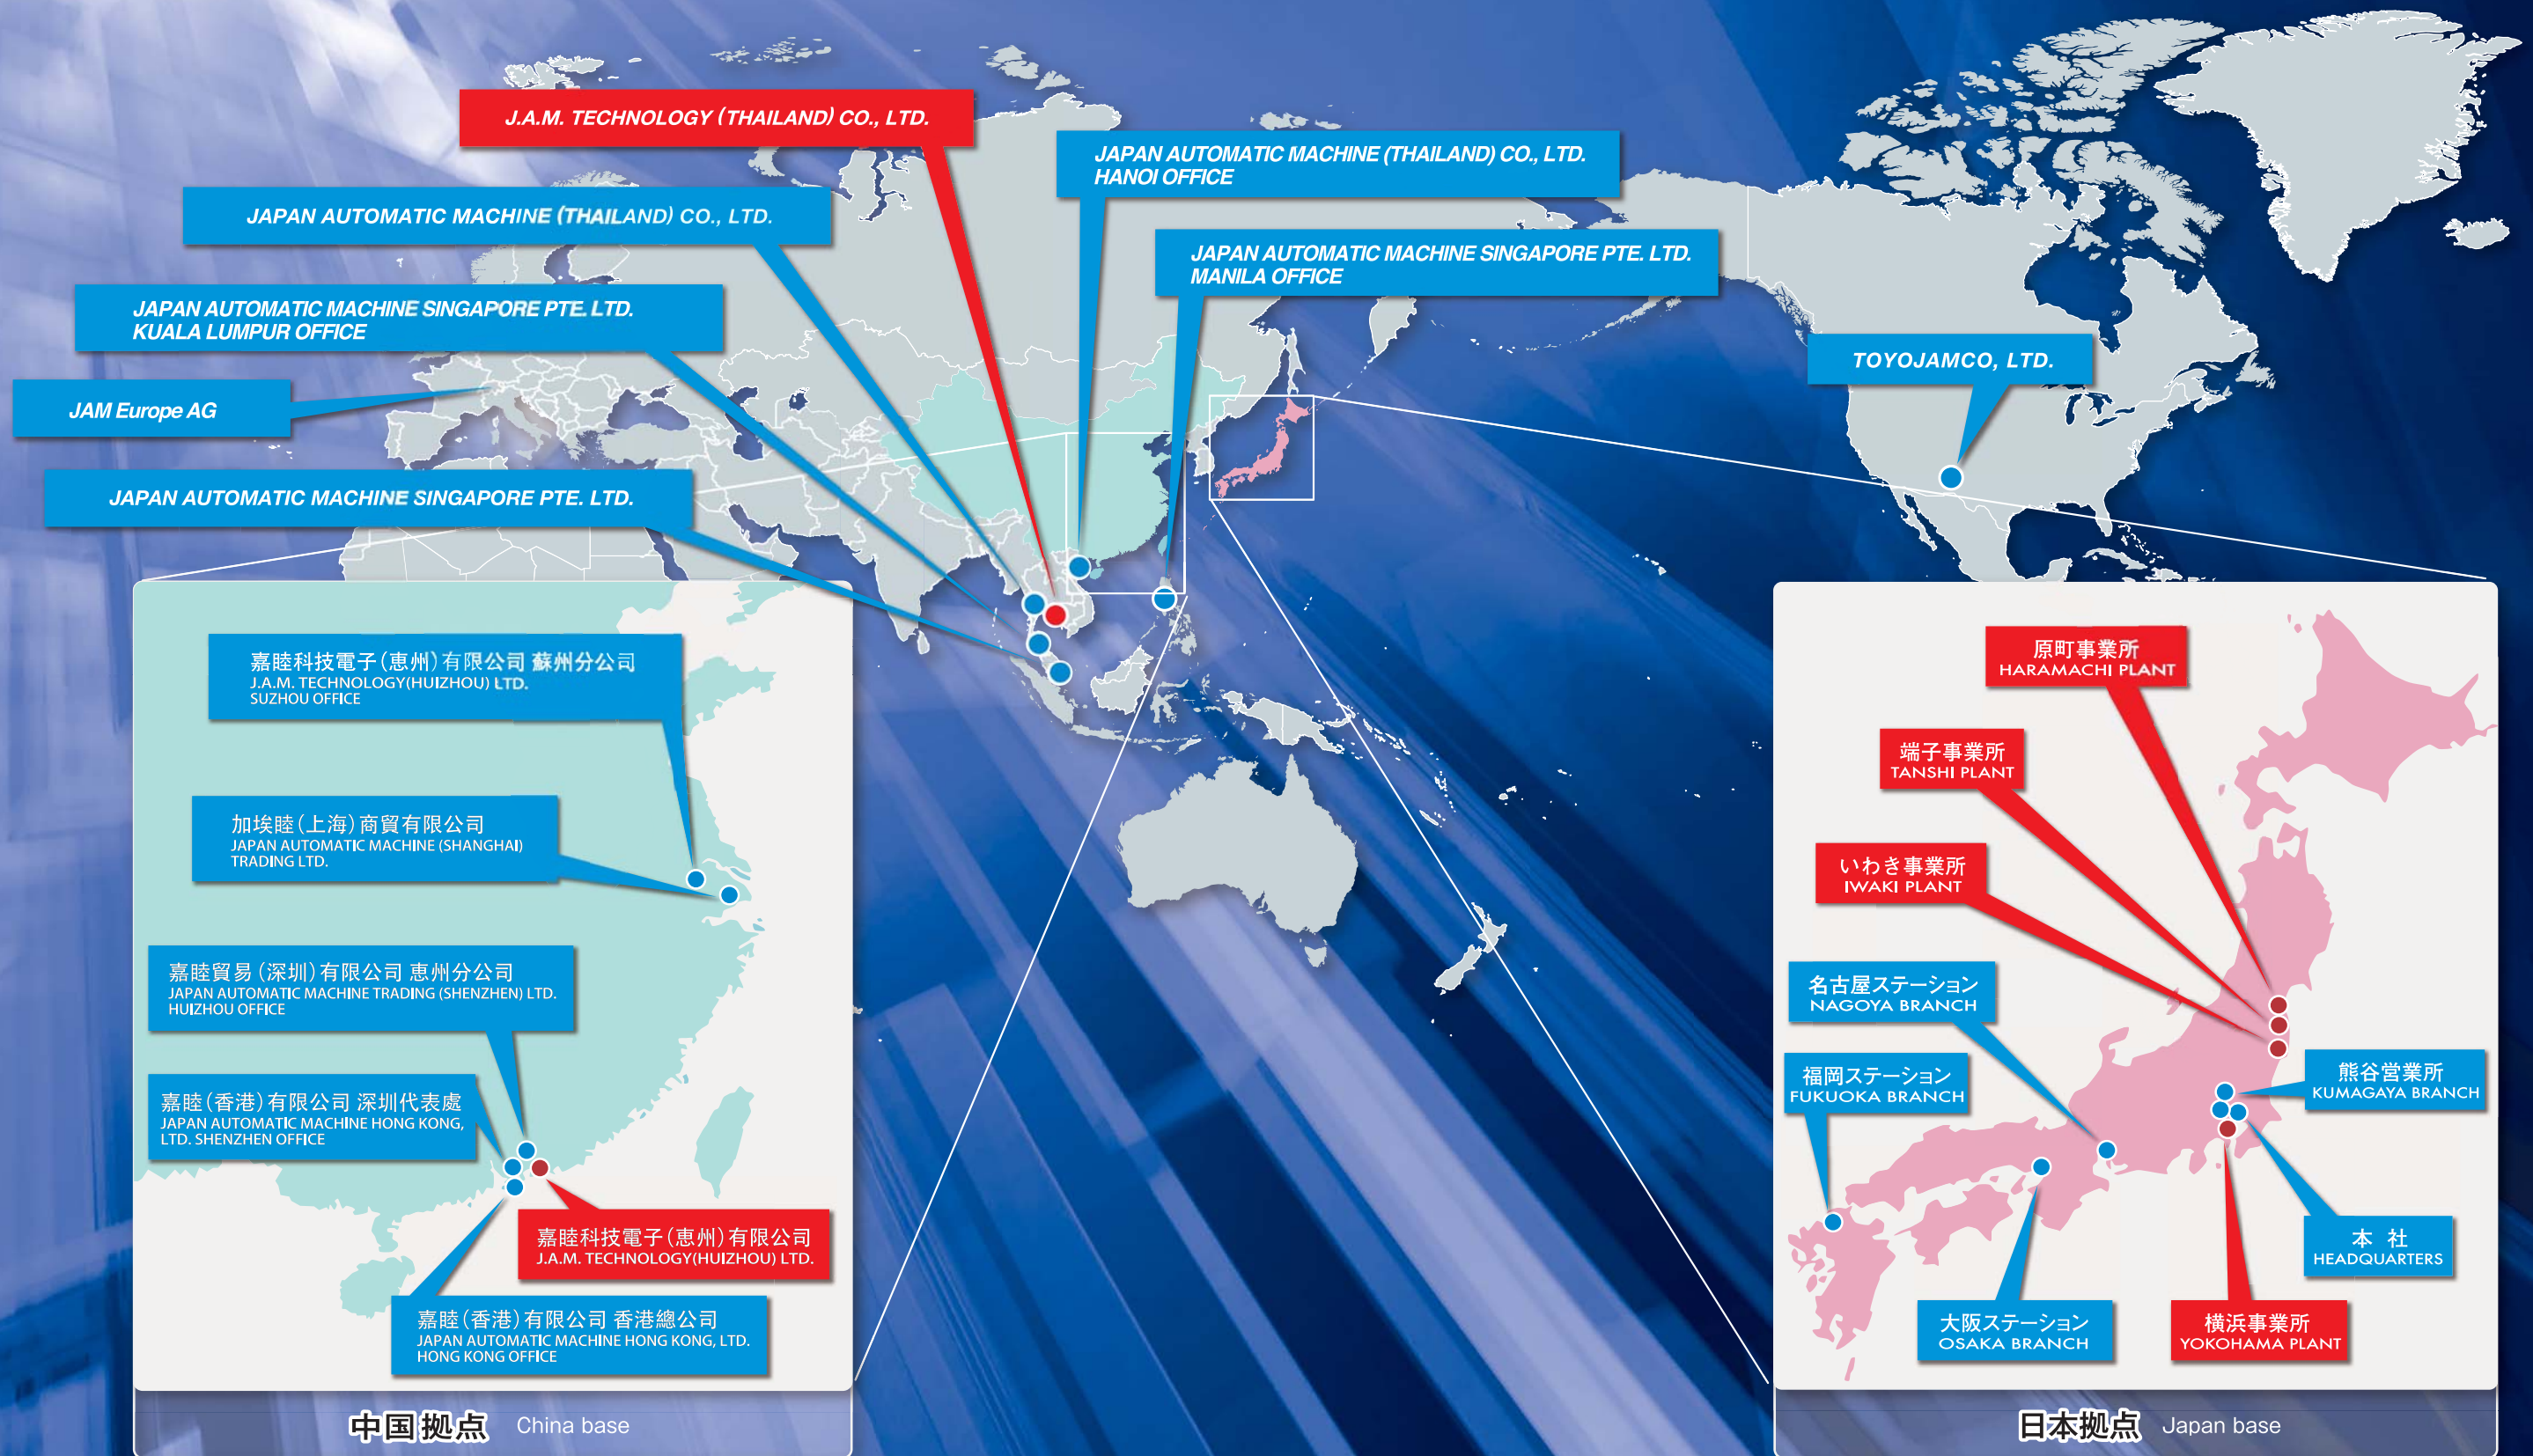 J.A.M. TECHNOLOGY (THAILAND) CO., LTD.
JAPAN AUTOMATIC MACHINE (THAILAND) CO., LTD.
HANOI OFFICE
JAPAN AUTOMATIC MACHINE (THAILAND) CO., LTD.
JAPAN AUTOMATIC MACHINE SINGAPORE PTE. LTD.
MANILA OFFICE
JAPAN AUTOMATIC MACHINE SINGAPORE PTE. LTD.
KUALA LUMPUR OFFICE
TOYOJAMCO, LTD.
JAM Europe AG
JAPAN AUTOMATIC MACHINE SINGAPORE PTE. LTD.
嘉睦科技電子(恵州)有限公司 蘇州分公司
J.A.M. TECHNOLOGY(HUIZHOU) LTD.
SUZHOU OFFICE
加埃睦(上海)商貿有限公司
JAPAN AUTOMATIC MACHINE (SHANGHAI)
TRADING LTD.
嘉睦貿易(深圳)有限公司 恵州分公司
JAPAN AUTOMATIC MACHINE TRADING (SHENZHEN) LTD.
HUIZHOU OFFICE
嘉睦(香港)有限公司 深圳代表處
JAPAN AUTOMATIC MACHINE HONG KONG,
LTD. SHENZHEN OFFICE
嘉睦科技電子(恵州)有限公司
J.A.M. TECHNOLOGY(HUIZHOU) LTD.
嘉睦(香港)有限公司 香港總公司
JAPAN AUTOMATIC MACHINE HONG KONG, LTD.
HONG KONG OFFICE
中国拠点 China base
原町事業所
HARAMACHI PLANT
端子事業所
TANSHI PLANT
いわき事業所
IWAKI PLANT
名古屋ステーション
NAGOYA BRANCH
福岡ステーション
FUKUOKA BRANCH
熊谷営業所
KUMAGAYA BRANCH
本 社
HEADQUARTERS
大阪ステーション
OSAKA BRANCH
横浜事業所
YOKOHAMA PLANT
日本拠点 Japan base